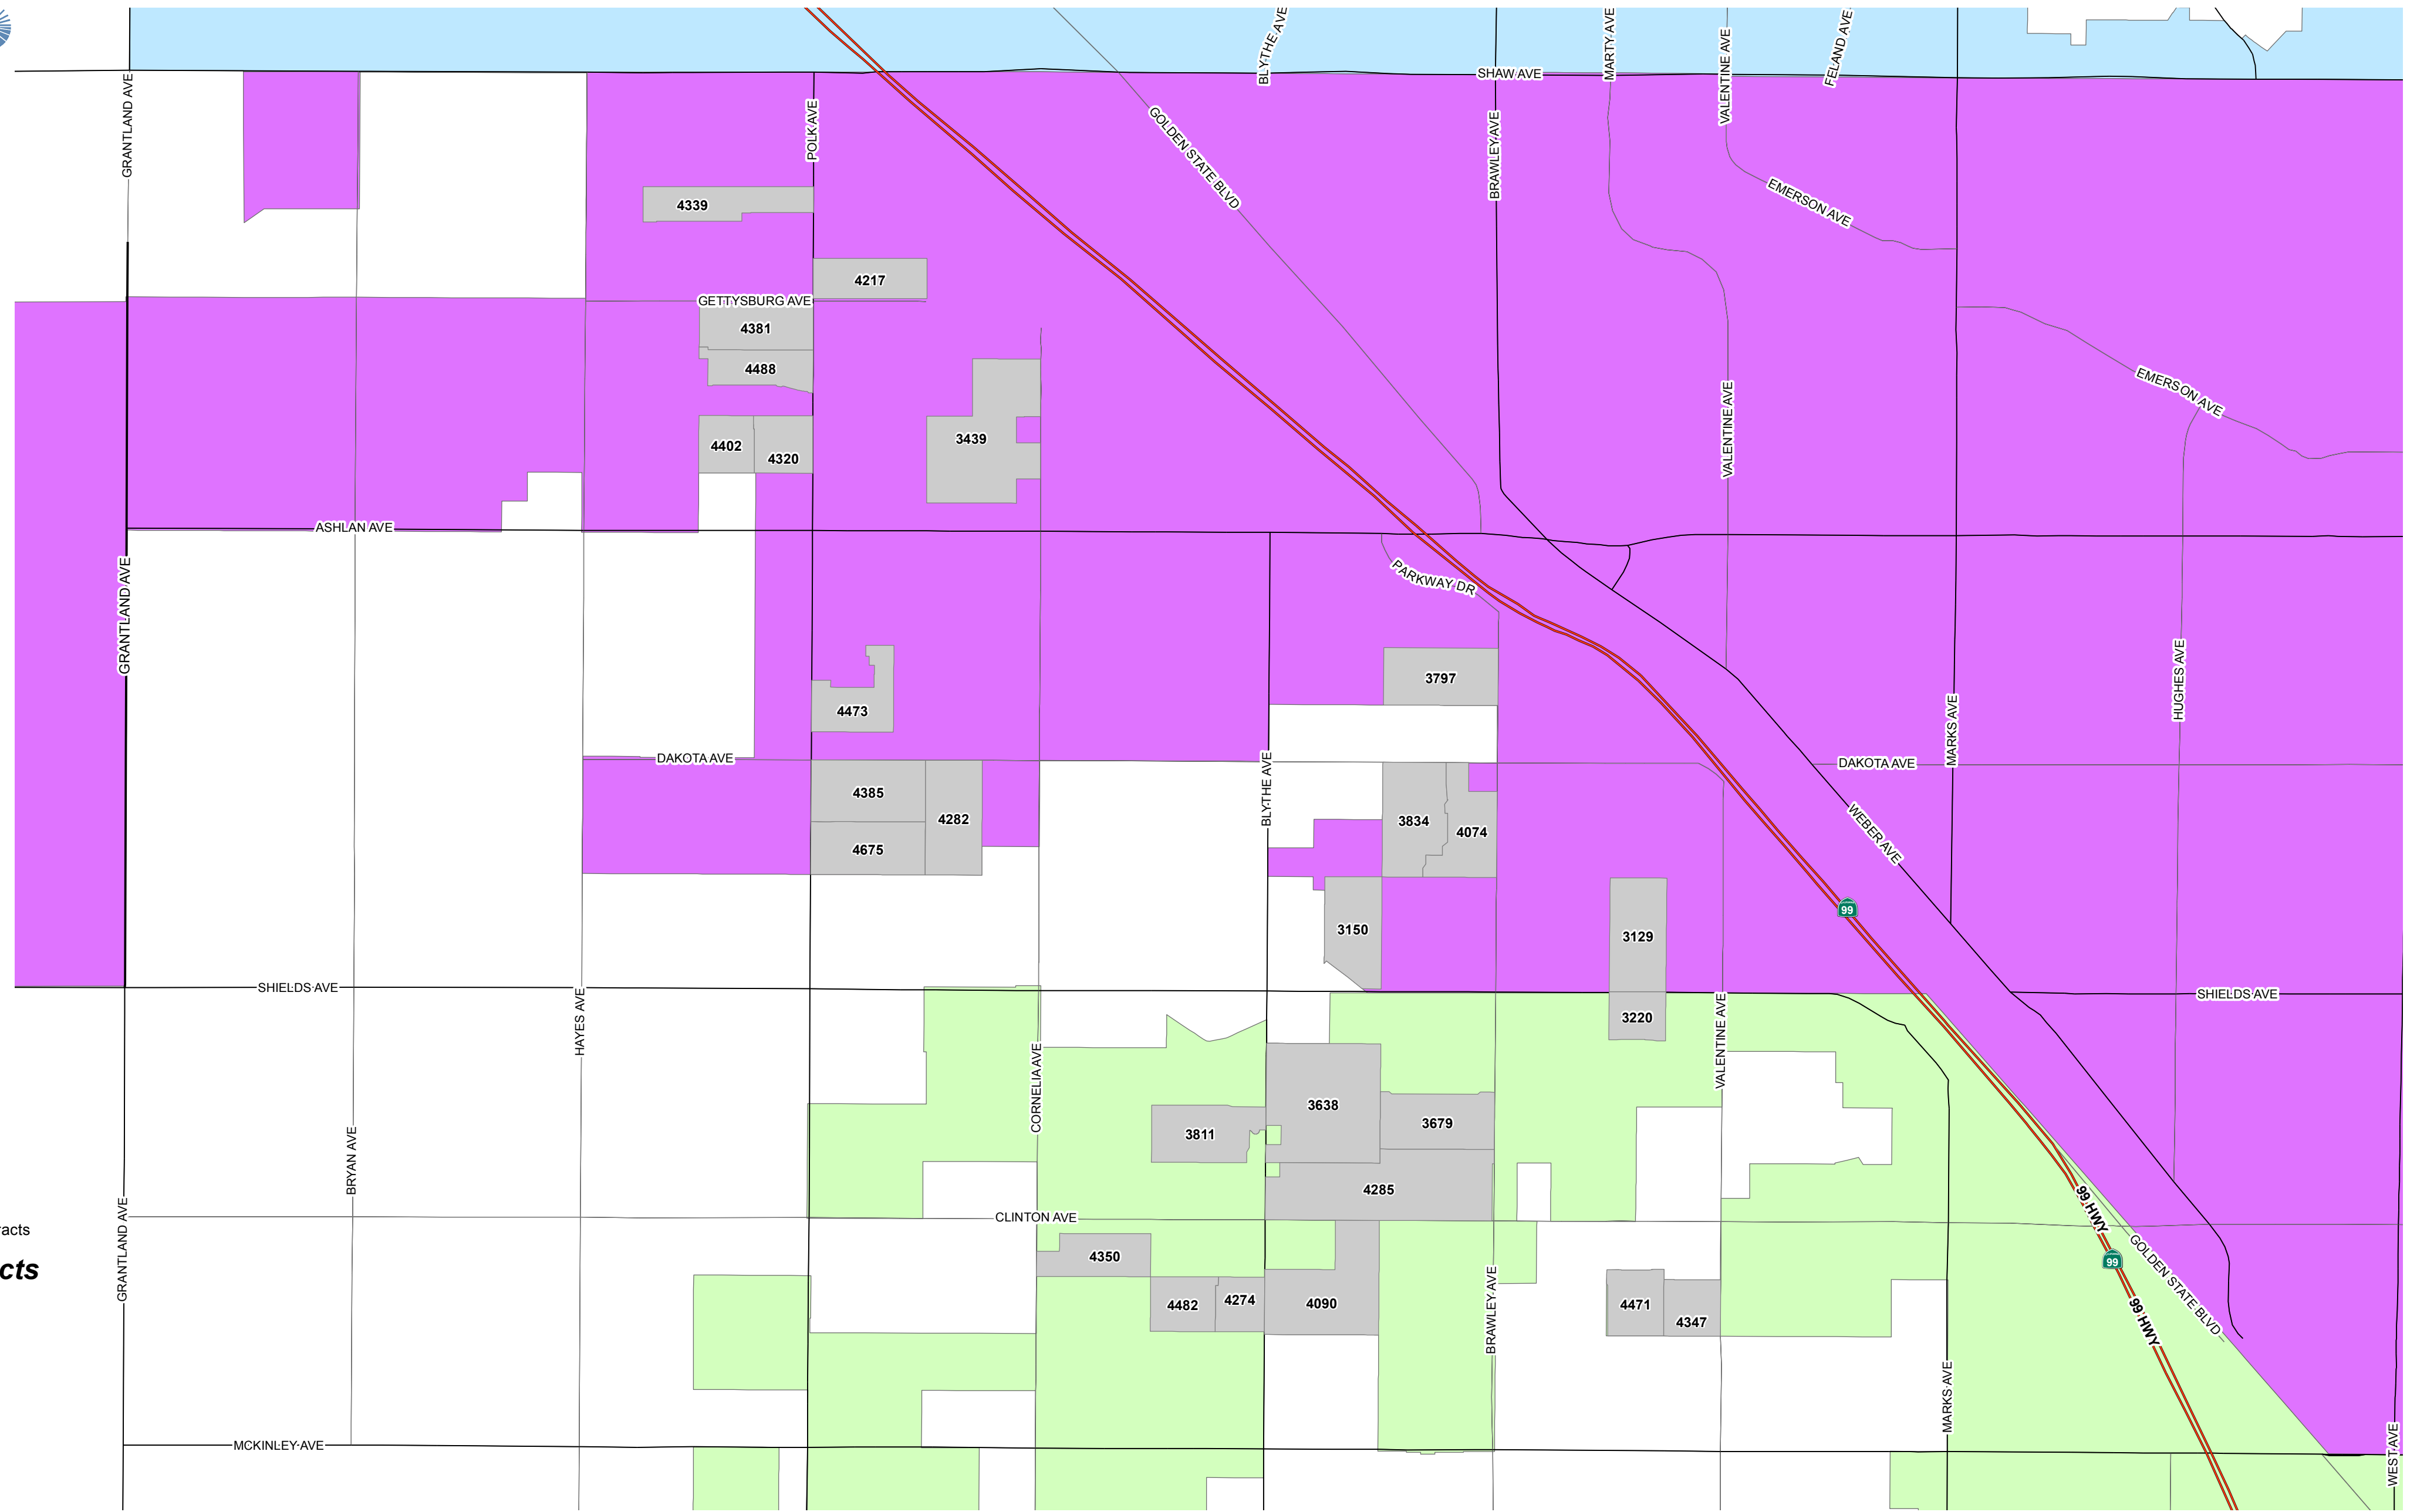 GRANTLAND AVE
POLK AVE
BLYTHE AVE
SHAW AVE
MARTY AVE
VALENTINE AVE
FELAND AVE
GOLDEN STATE BLVD
BRAWLEY AVE
EMERSON AVE
4339
4217
GETTYSBURG AVE
4381
4488
4402
4320
3439
VALENTINE AVE
EMERSON AVE
ASHLAN AVE
GRANTLAND AVE
PARKWAY DR
HUGHES AVE
3797
4473
MARKS AVE
DAKOTA AVE
BLYTHE AVE
DAKOTA AVE
4385
4282
4675
3834
4074
WEBER AVE
99
3150
3129
SHIELDS AVE
HAYES AVE
SHIELDS AVE
3220
VALENTINE AVE
CORNELIA AVE
3638
3679
3811
BRYAN AVE
4285
99 HWY
CLINTON AVE
GRANTLAND AVE
racts
cts
4350
99
GOLDEN STATE BLVD
4482
4274
4090
BRAWLEY AVE
4471
4347
99 HWY
MARKS AVE
MCKINLEY AVE
WEST AVE